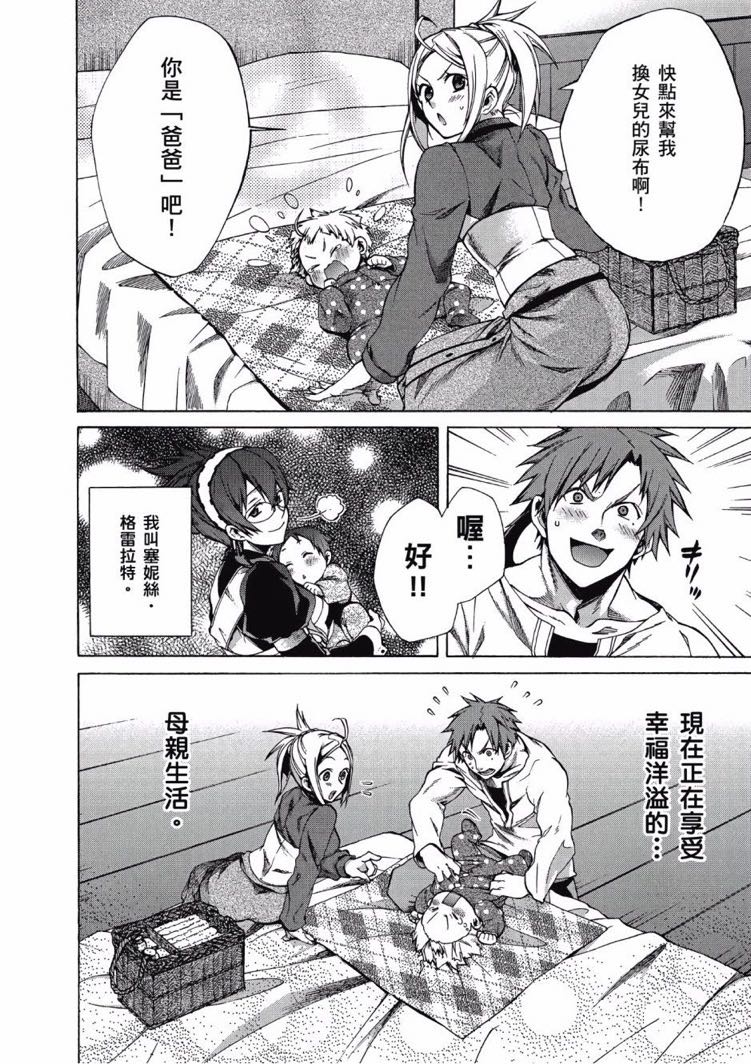 快點來幫我
換女兒的尿布啊！
你是「爸爸」吧！
喔…
好!!
我叫塞妮絲．
格雷拉特。
現在正在享受
幸福洋溢的…
母親生活。